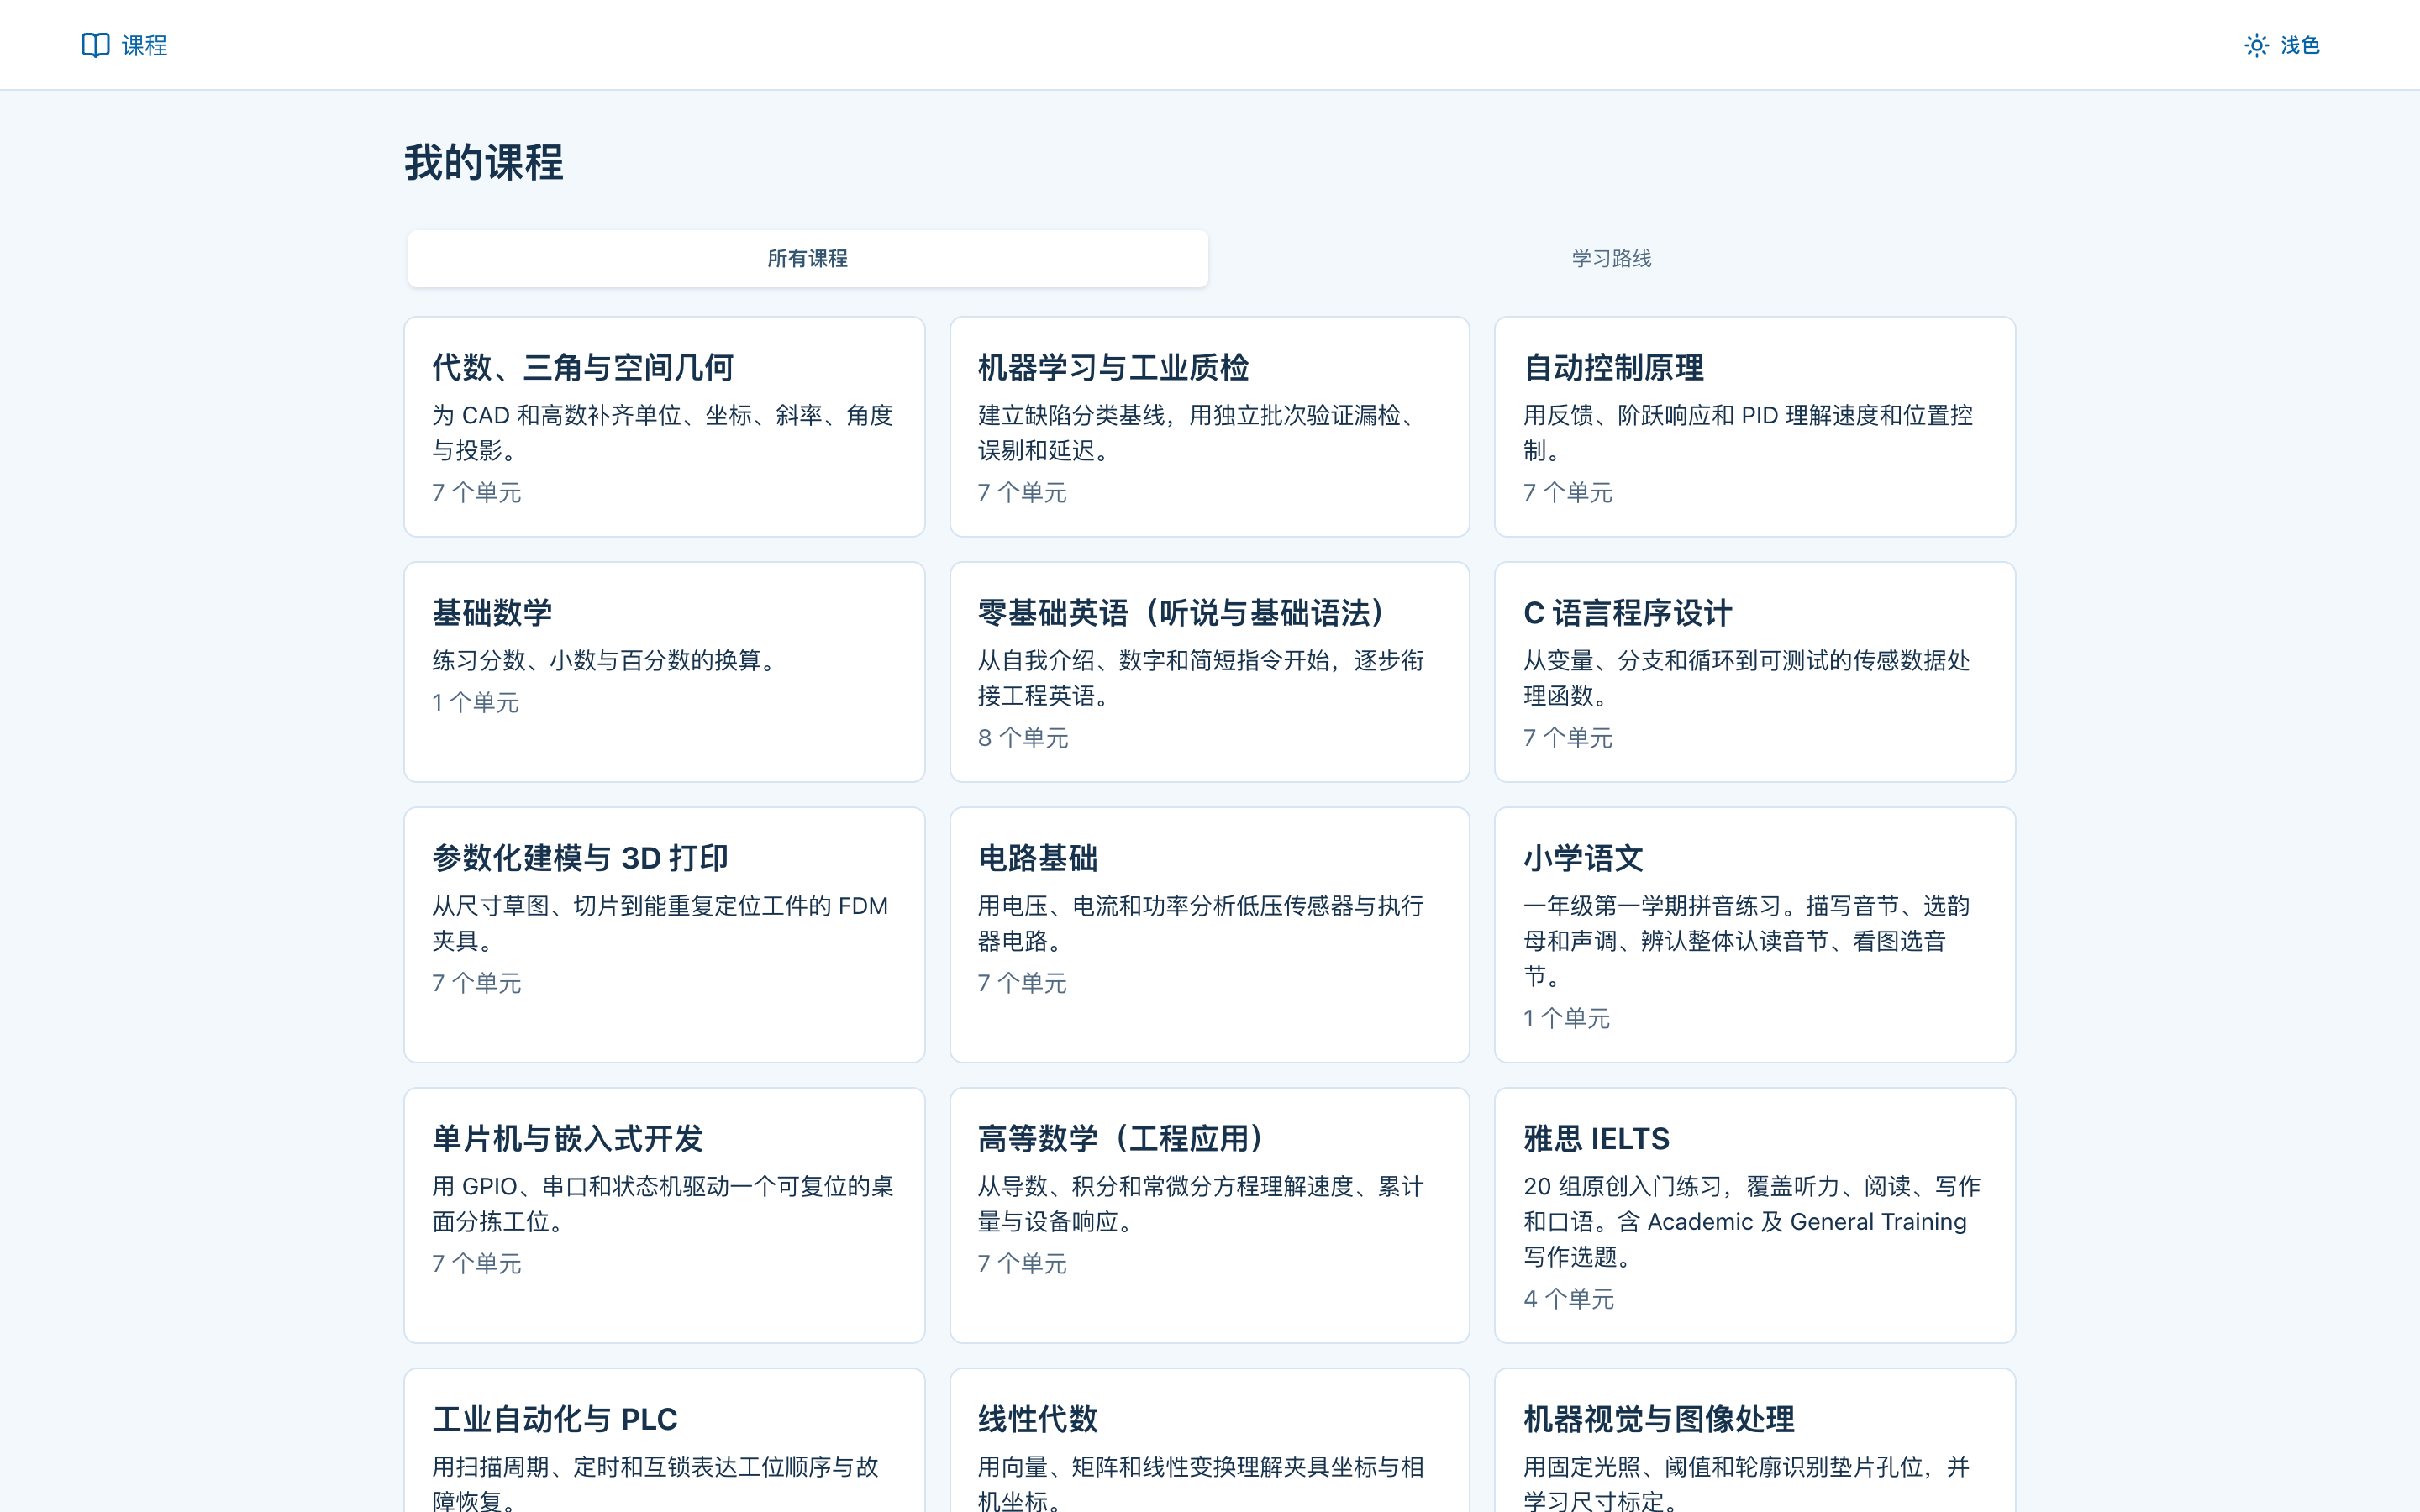 课程
浅色
我的课程
所有课程
学习路线
代数、三角与空间几何
为 CAD 和高数补齐单位、坐标、斜率、角度
与投影。
7 个单元
机器学习与工业质检
建立缺陷分类基线，用独立批次验证漏检、
误剔和延迟。
7 个单元
自动控制原理
用反馈、阶跃响应和 PID 理解速度和位置控
制。
7 个单元
基础数学
练习分数、小数与百分数的换算。
1 个单元
零基础英语（听说与基础语法）
从自我介绍、数字和简短指令开始，逐步衔
接工程英语。
8 个单元
C 语言程序设计
从变量、分支和循环到可测试的传感数据处
理函数。
7 个单元
参数化建模与 3D 打印
从尺寸草图、切片到能重复定位工件的 FDM
夹具。
7 个单元
电路基础
用电压、电流和功率分析低压传感器与执行
器电路。
7 个单元
小学语文
一年级第一学期拼音练习。描写音节、选韵
母和声调、辨认整体认读音节、看图选音
节。
1 个单元
单片机与嵌入式开发
用 GPIO、串口和状态机驱动一个可复位的桌
面分拣工位。
7 个单元
高等数学（工程应用）
从导数、积分和常微分方程理解速度、累计
量与设备响应。
7 个单元
雅思 IELTS
20 组原创入门练习，覆盖听力、阅读、写作
和口语。含 Academic 及 General Training
写作选题。
4 个单元
工业自动化与 PLC
用扫描周期、定时和互锁表达工位顺序与故
障恢复。
线性代数
用向量、矩阵和线性变换理解夹具坐标与相
机坐标。
机器视觉与图像处理
用固定光照、阈值和轮廓识别垫片孔位，并
学习尺寸标定。